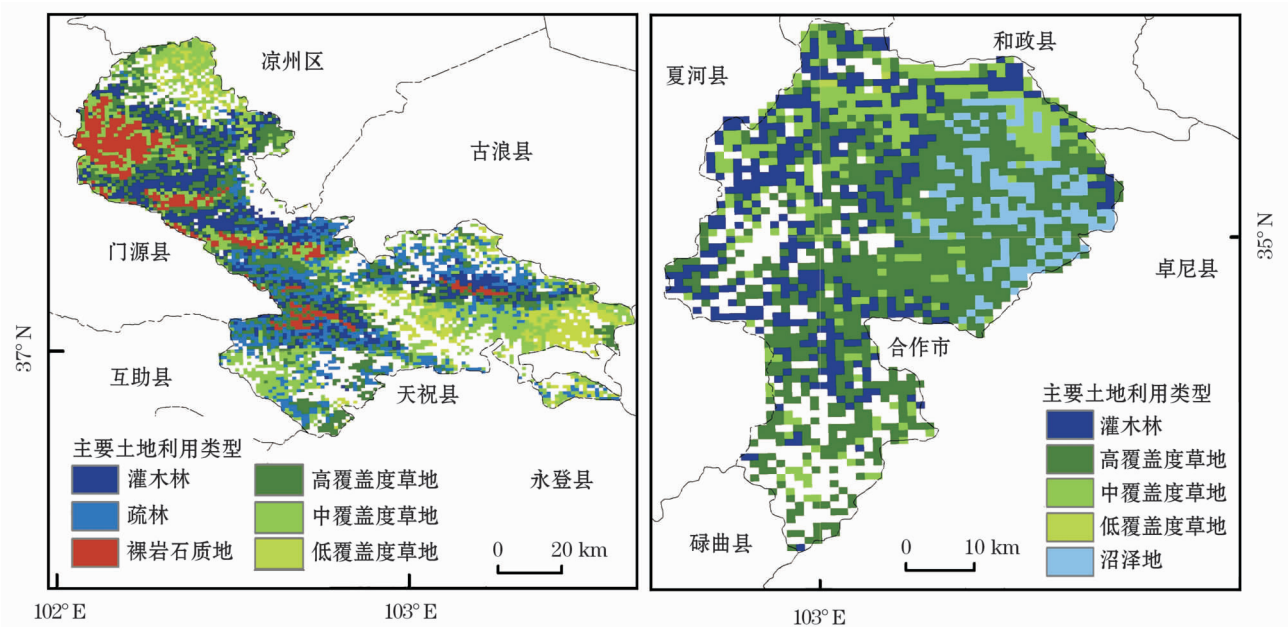 凉州区
古浪县
门源县
37° N
互助县
天祝县
永登县
主要土地利用类型
灌木林
疏林
裸岩石质地
高覆盖度草地
中覆盖度草地
低覆盖度草地
0 20 km
102° E
103° E
和政县
夏河县
35° N
卓尼县
合作市
碌曲县
主要土地利用类型
灌木林
高覆盖度草地
中覆盖度草地
低覆盖度草地
沼泽地
0 10 km
103° E